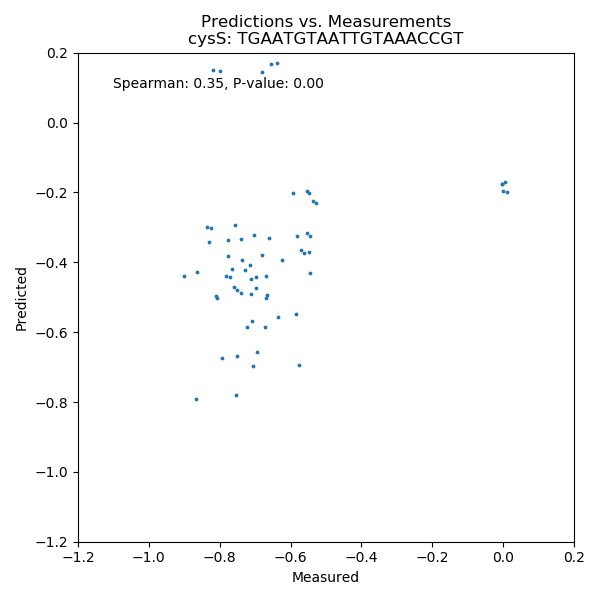 Predictions vs. Measurements
cysS: TGAATGTAATTGTAAACCGT
0.2
Spearman: 0.35, P-value: 0.00
0.0
−0.2
−0.4
−0.6
−0.8
−1.0
−1.2
Predicted
−1.2 −1.0 −0.8 −0.6 −0.4 −0.2 0.0 0.2
Measured